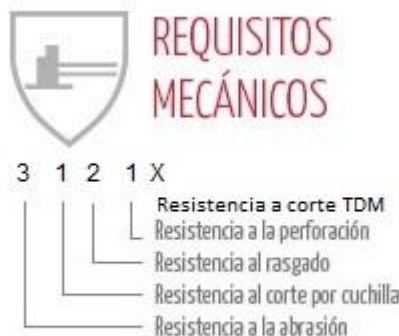 REQUISITOS
MECÁNICOS
3 1 2 1 X
Resistencia a corte TDM
Resistencia a la perforación
Resistencia al rasgado
Resistencia al corte por cuchilla
Resistencia a la abrasión